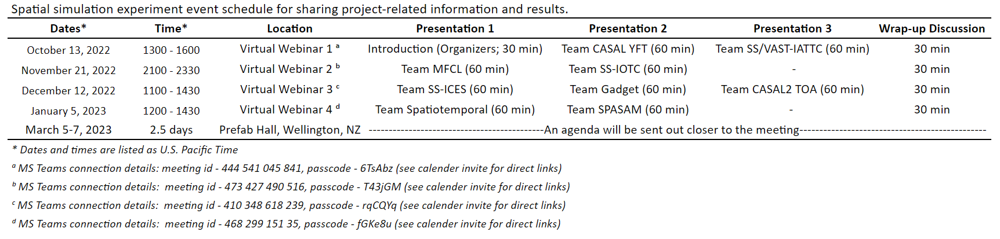 Spatial simulation experiment event schedule for sharing project-related information and results.
Dates* Time* Location Presentation 1 Presentation 2 Presentation 3 Wrap-up Discussion
October 13, 2022 1300 - 1600 Virtual Webinar 1 ᵃ Introduction (Organizers; 30 min) Team CASAL YFT (60 min) Team SS/VAST-IATTC (60 min) 30 min
November 21, 2022 2100 - 2330 Virtual Webinar 2 ᵇ Team MFCL (60 min) Team SS-IOTC (60 min) - 30 min
December 12, 2022 1100 - 1430 Virtual Webinar 3 ᶜ Team SS-ICES (60 min) Team Gadget (60 min) Team CASAL2 TOA (60 min) 30 min
January 5, 2023 1200 - 1430 Virtual Webinar 4 ᵈ Team Spatiotemporal (60 min) Team SPASAM (60 min) - 30 min
March 5-7, 2023 2.5 days Prefab Hall, Wellington, NZ --------------------------------------------An agenda will be sent out closer to the meeting-----------------------------------------------
* Dates and times are listed as U.S. Pacific Time
ᵃ MS Teams connection details: meeting id - 444 541 045 841, passcode - 6TsAbz (see calender invite for direct links)
ᵇ MS Teams connection details: meeting id - 473 427 490 516, passcode - T43jGM (see calender invite for direct links)
ᶜ MS Teams connection details: meeting id - 410 348 618 239, passcode - rqCQYq (see calender invite for direct links)
ᵈ MS Teams connection details: meeting id - 468 299 151 35, passcode - fGKe8u (see calender invite for direct links)